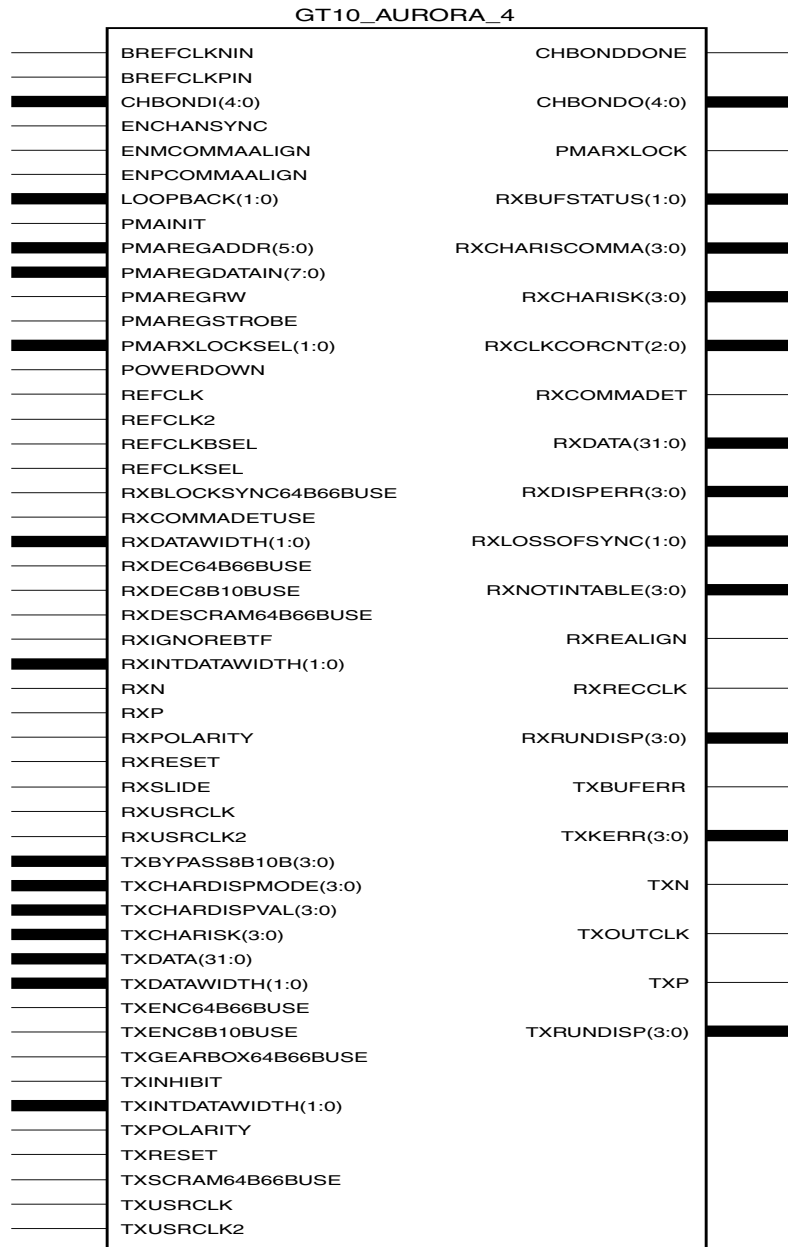 GT10_AURORA_4
BREFCLKNIN
BREFCLKPIN
CHBONDI(4:0)
ENCHANSYNC
ENMCOMMAALIGN
ENPCOMMAALIGN
LOOPBACK(1:0)
PMAINIT
PMAREGADDR(5:0)
PMAREGDATAIN(7:0)
PMAREGRW
PMAREGSTROBE
PMARXLOCKSEL(1:0)
POWERDOWN
REFCLK
REFCLK2
REFCLKBSEL
REFCLKSEL
RXBLOCKSYNC64B66BUSE
RXCOMMADETUSE
RXDATAWIDTH(1:0)
RXDEC64B66BUSE
RXDEC8B10BUSE
RXDESCRAM64B66BUSE
RXIGNOREBTF
RXINTDATAWIDTH(1:0)
RXN
RXP
RXPOLARITY
RXRESET
RXSLIDE
RXUSRCLK
RXUSRCLK2
TXBYPASS8B10B(3:0)
TXCHARDISPMODE(3:0)
TXCHARDISPVAL(3:0)
TXCHARISK(3:0)
TXDATA(31:0)
TXDATAWIDTH(1:0)
TXENC64B66BUSE
TXENC8B10BUSE
TXGEARBOX64B66BUSE
TXINHIBIT
TXINTDATAWIDTH(1:0)
TXPOLARITY
TXRESET
TXSCRAM64B66BUSE
TXUSRCLK
TXUSRCLK2
CHBONDDONE
CHBONDO(4:0)
PMARXLOCK
RXBUFSTATUS(1:0)
RXCHARISCOMMA(3:0)
RXCHARISK(3:0)
RXCLKCORCNT(2:0)
RXCOMMADET
RXDATA(31:0)
RXDISPERR(3:0)
RXLOSSOFSYNC(1:0)
RXNOTINTABLE(3:0)
RXREALIGN
RXRECCLK
RXRUNDISP(3:0)
TXBUFERR
TXKERR(3:0)
TXN
TXOUTCLK
TXP
TXRUNDISP(3:0)